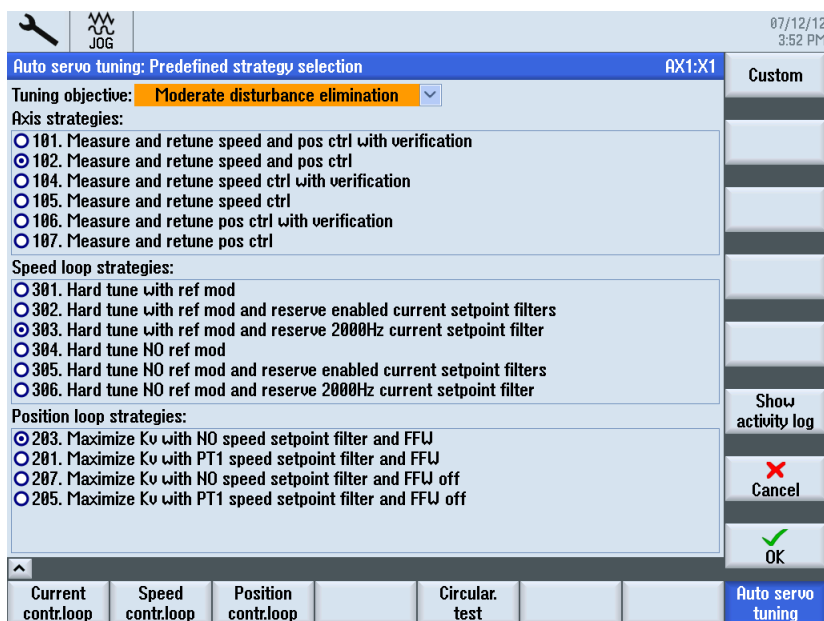 JOG
07/12/12
3:52 PM
Auto servo tuning: Predefined strategy selection AX1:X1
Tuning objective: Moderate disturbance elimination
Axis strategies:
101. Measure and retune speed and pos ctrl with verification
102. Measure and retune speed and pos ctrl
104. Measure and retune speed ctrl with verification
105. Measure and retune speed ctrl
106. Measure and retune pos ctrl with verification
107. Measure and retune pos ctrl
Speed loop strategies:
301. Hard tune with ref mod
302. Hard tune with ref mod and reserve enabled current setpoint filters
303. Hard tune with ref mod and reserve 2000Hz current setpoint filter
304. Hard tune NO ref mod
305. Hard tune NO ref mod and reserve enabled current setpoint filters
306. Hard tune NO ref mod and reserve 2000Hz current setpoint filter
Position loop strategies:
203. Maximize Kv with NO speed setpoint filter and FFW
201. Maximize Kv with PT1 speed setpoint filter and FFW
207. Maximize Kv with NO speed setpoint filter and FFW off
205. Maximize Kv with PT1 speed setpoint filter and FFW off
Custom
Show
activity log
Cancel
OK
Current
contr.loop
Speed
contr.loop
Position
contr.loop
Circular.
test
Auto servo
tuning